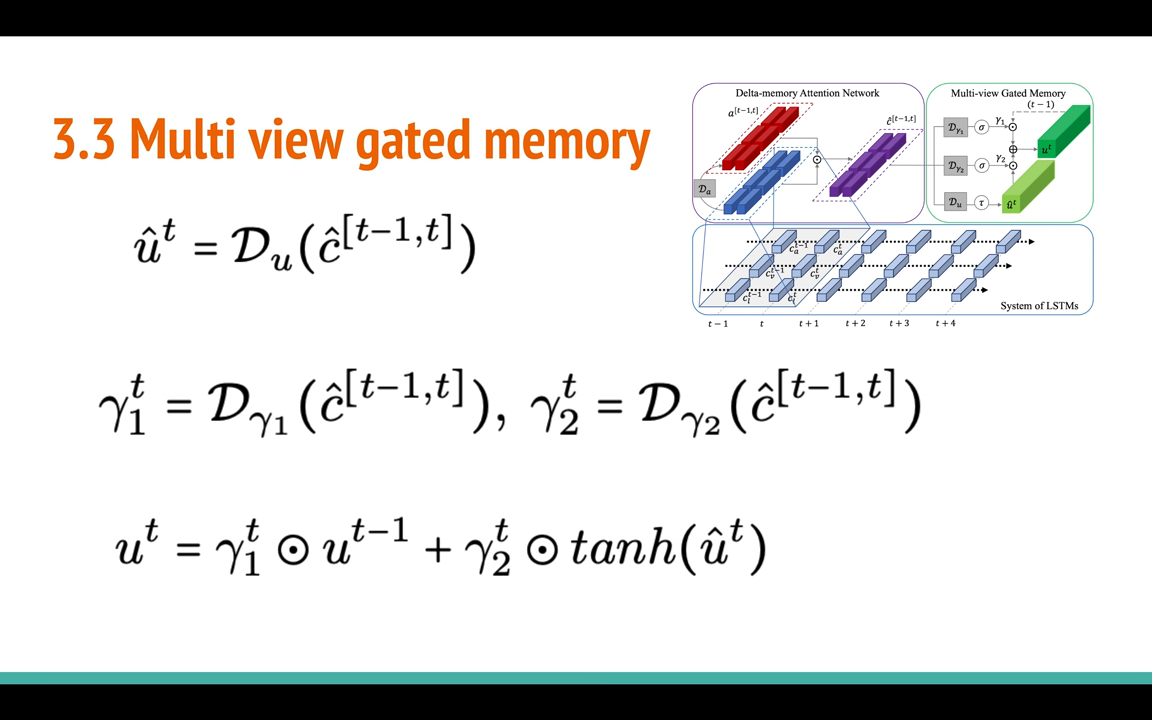 3.3 Multi view gated memory
û^t = 𝒟_u(ĉ^[t−1,t])
γ_1^t = 𝒟_γ1(ĉ^[t−1,t]), γ_2^t = 𝒟_γ2(ĉ^[t−1,t])
u^t = γ_1^t ⊙ u^t−1 + γ_2^t ⊙ tanh(û^t)
Delta-memory Attention Network
a^[t−1,t]
ĉ^[t−1,t]
𝒟_a
Multi-view Gated Memory
(t − 1)
𝒟_γ1 σ γ_1
u^t
𝒟_γ2 σ γ_2
𝒟_u τ û^t
c_a^t−1 c_a^t
c_v^t−1 c_v^t
c_l^t−1 c_l^t
System of LSTMs
t − 1 t t + 1 t + 2 t + 3 t + 4